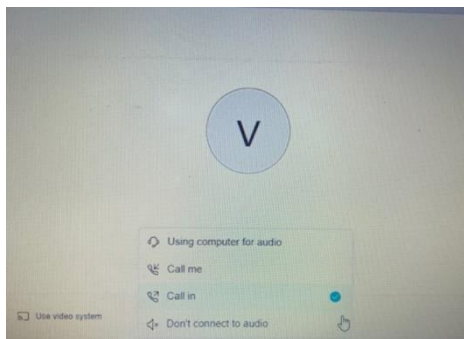 V
Using computer for audio
Call me
Call in
Use video system
Don't connect to audio